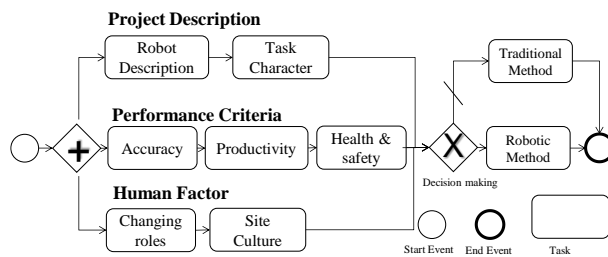 Project Description
Robot
Description
Task
Character
Traditional
Method
Performance Criteria
+
Accuracy
Productivity
Health &
safety
X
Robotic
Method
Decision making
Human Factor
Changing
roles
Site
Culture
Start Event
End Event
Task